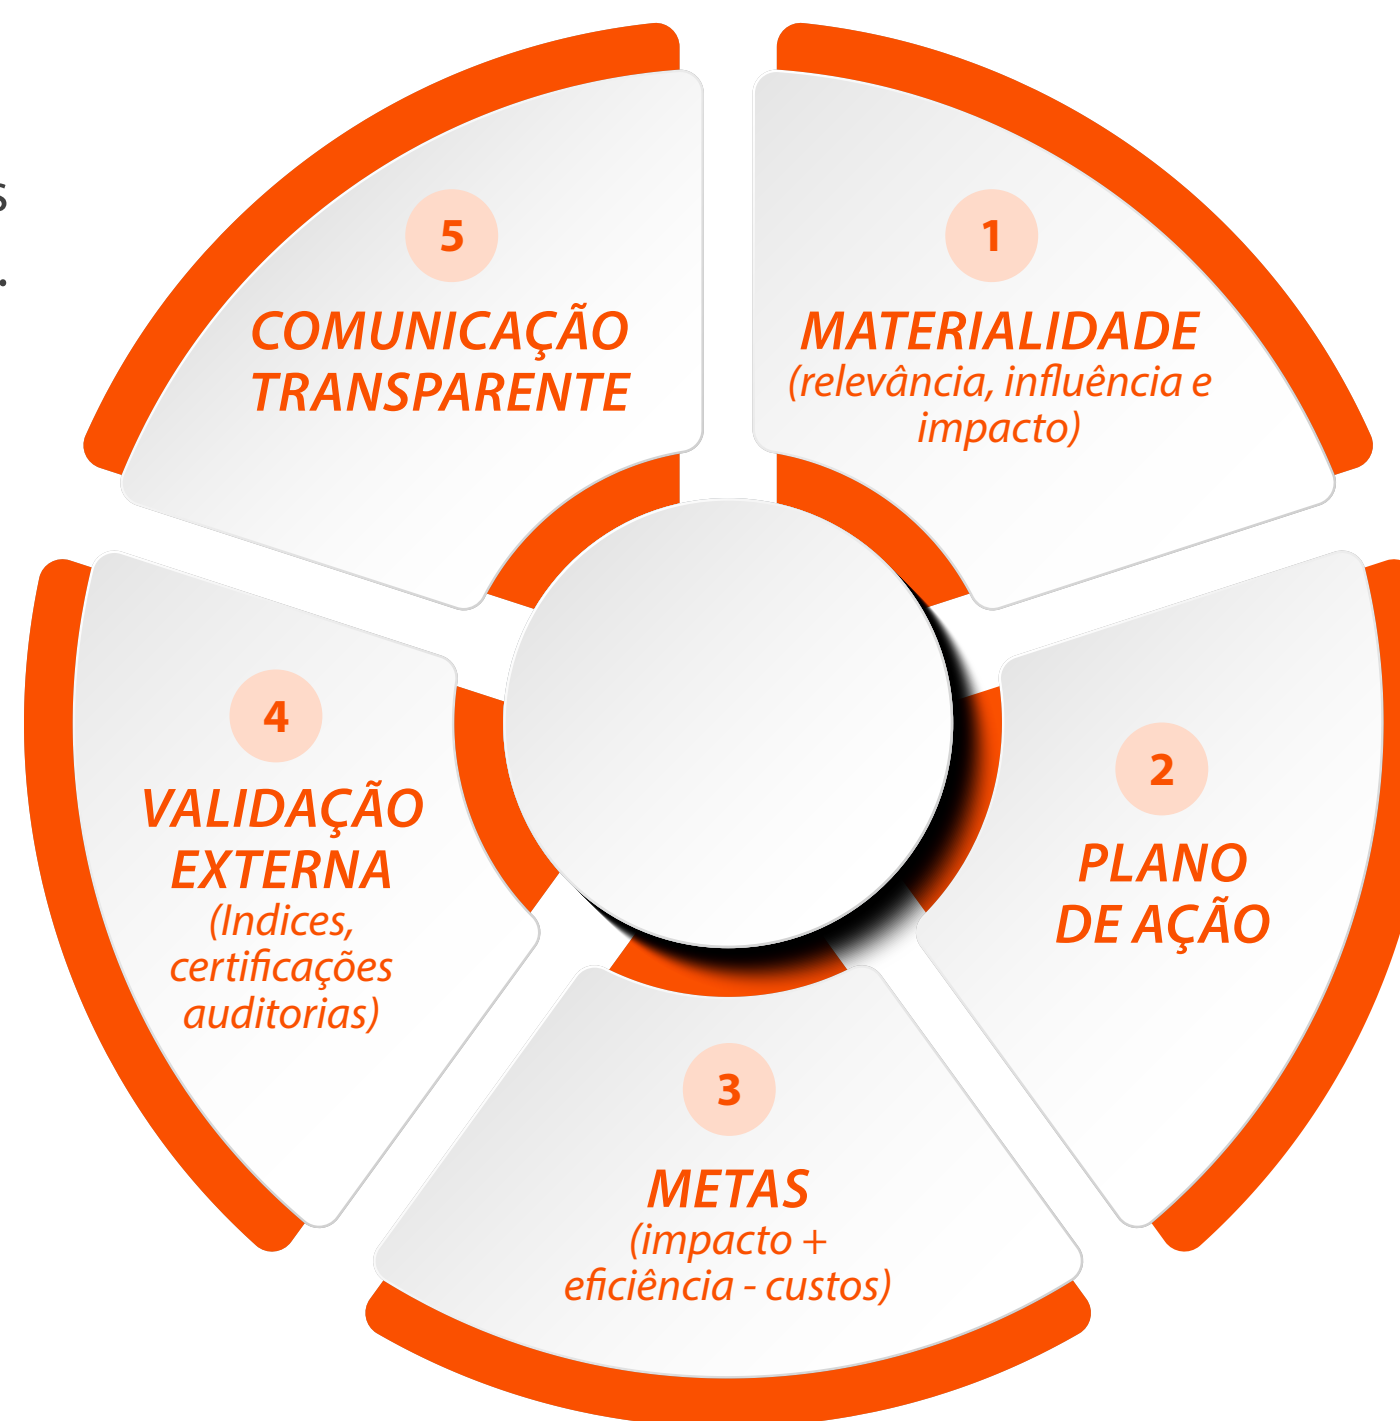 s
.
5
COMUNICAÇÃO
TRANSPARENTE
1
MATERIALIDADE
(relevância, influência e
impacto)
2
PLANO
DE AÇÃO
3
METAS
(impacto +
eficiência - custos)
4
VALIDAÇÃO
EXTERNA
(Indices,
certificações
auditorias)